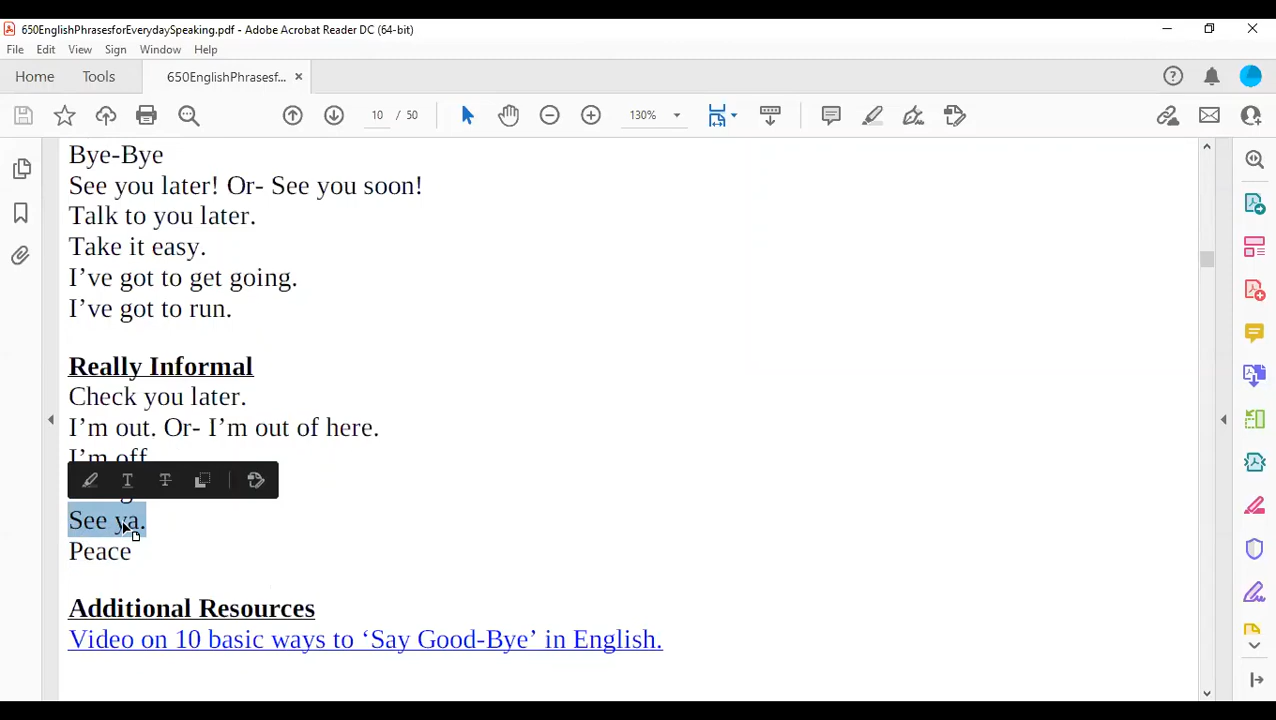 650EnglishPhrasesforEverydaySpeaking.pdf - Adobe Acrobat Reader DC (64-bit)
File Edit View Sign Window Help
Home Tools 650EnglishPhrasesf... ×
10 / 50 130%
Bye-Bye
See you later! Or- See you soon!
Talk to you later.
Take it easy.
I’ve got to get going.
I’ve got to run.
Really Informal
Check you later.
I’m out. Or- I’m out of here.
I’m off
See ya.
Peace
Additional Resources
Video on 10 basic ways to ‘Say Good-Bye’ in English.